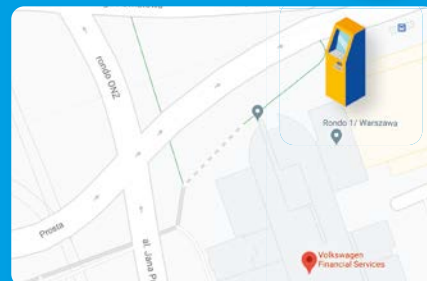 rondo ONZ
Rondo 1/ Warszawa
Prosta
al. Jana P
Volkswagen
Financial Services